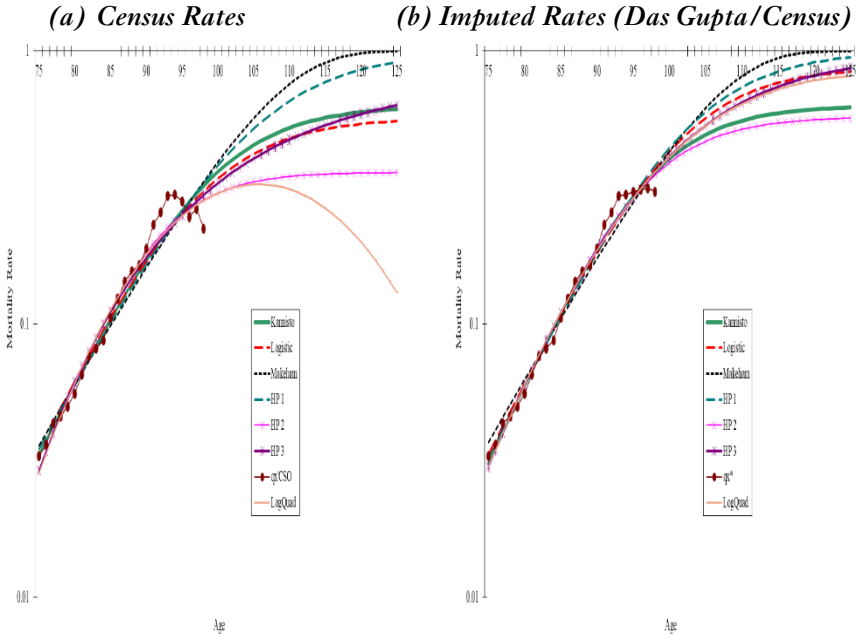 (a) Census Rates
(b) Imputed Rates (Das Gupta/Census)
1
75 80 85 90 95 100 105 110 115 120 125
Mortality Rate
0.1
0.01
Age
Kannisto
Logistic
Makeham
HP 1
HP 2
HP 3
qx/CSO
LogQuad
1
75 80 85 90 95 100 105 110 115 120 125
Mortality Rate
0.1
0.01
Age
Kannisto
Logistic
Makeham
HP 1
HP 2
HP 3
qx*
LogQuad